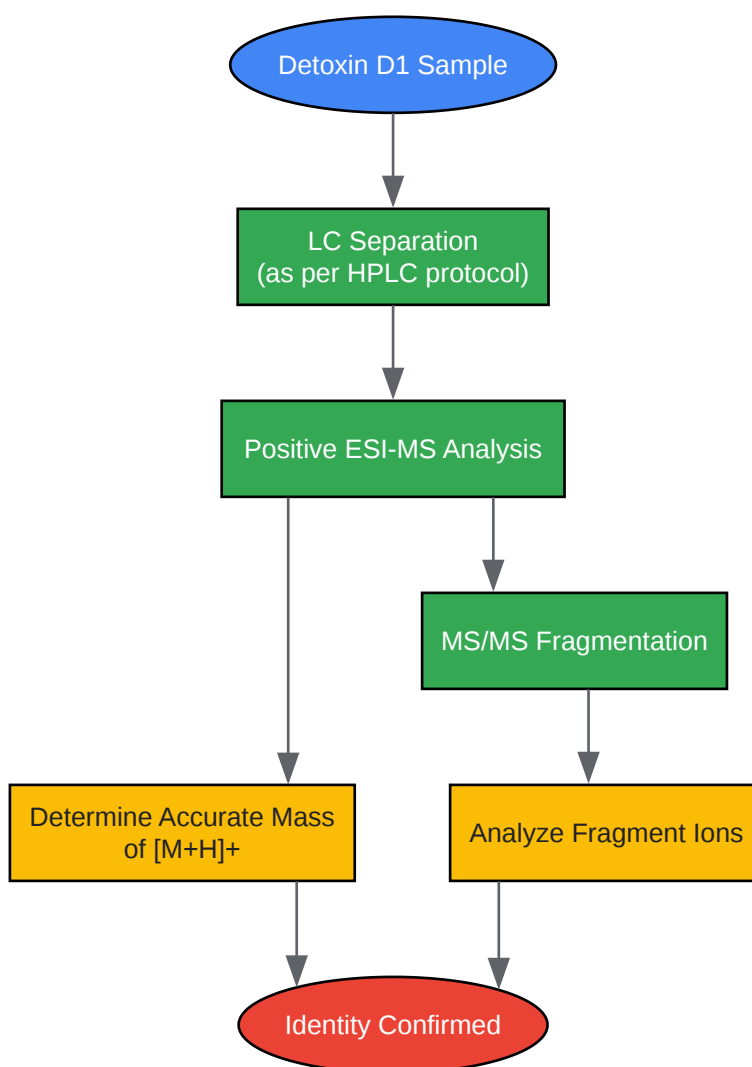 Detoxin D1 Sample
LC Separation
(as per HPLC protocol)
Positive ESI-MS Analysis
MS/MS Fragmentation
Determine Accurate Mass
of [M+H]+
Analyze Fragment Ions
Identity Confirmed